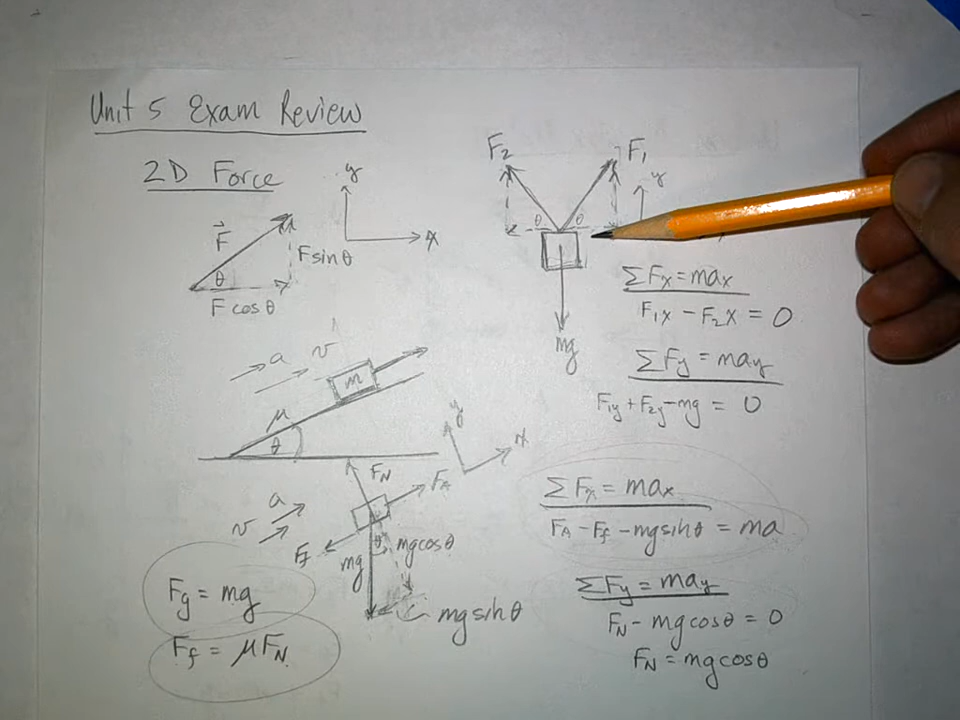 Unit 5 Exam Review
2D Force
y
x
F⃗
θ
F sinθ
F cosθ
F₂
F₁
y
θ
θ
mg
ΣFx = max
F₁x - F₂x = 0
ΣFy = may
F₁y + F₂y - mg = 0
a
v
m
μ
θ
y
x
FN
FA
a
v
Ff
θ
mg
mgcosθ
mgsinθ
Fg = mg
Ff = μFN
ΣFx = max
FA - Ff - mgsinθ = ma
ΣFy = may
FN - mgcosθ = 0
FN = mgcosθ